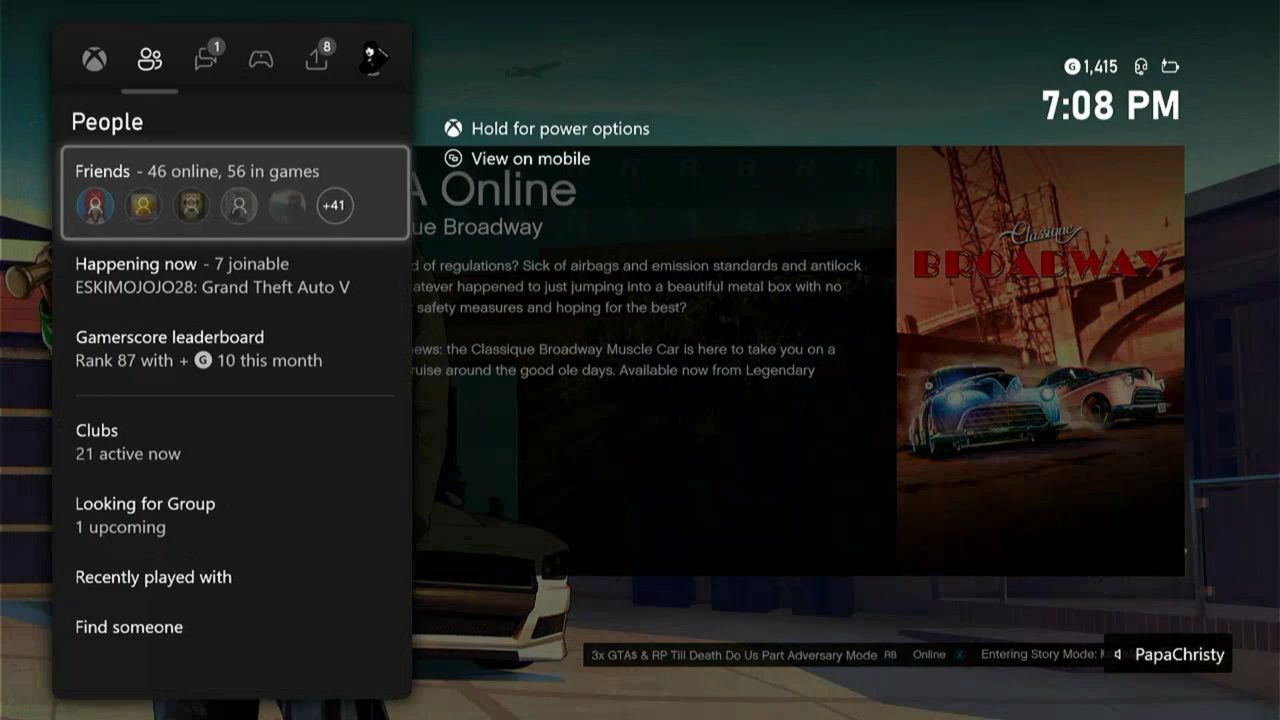 1
8
People
Friends - 46 online, 56 in games
+41
Happening now - 7 joinable
ESKIMOJOJO28: Grand Theft Auto V
Gamerscore leaderboard
Rank 87 with + G 10 this month
Clubs
21 active now
Looking for Group
1 upcoming
Recently played with
Find someone
Hold for power options
View on mobile
G 1,415
7:08 PM
A Online
ue Broadway
d of regulations? Sick of airbags and emission standards and antilock
atever happened to just jumping into a beautiful metal box with no
safety measures and hoping for the best?
ews: the Classique Broadway Muscle Car is here to take you on a
ruise around the good ole days. Available now from Legendary
Classique
BROADWAY
3x GTA$ & RP Till Death Do Us Part Adversary Mode RB Online X Entering Story Mode:
PapaChristy